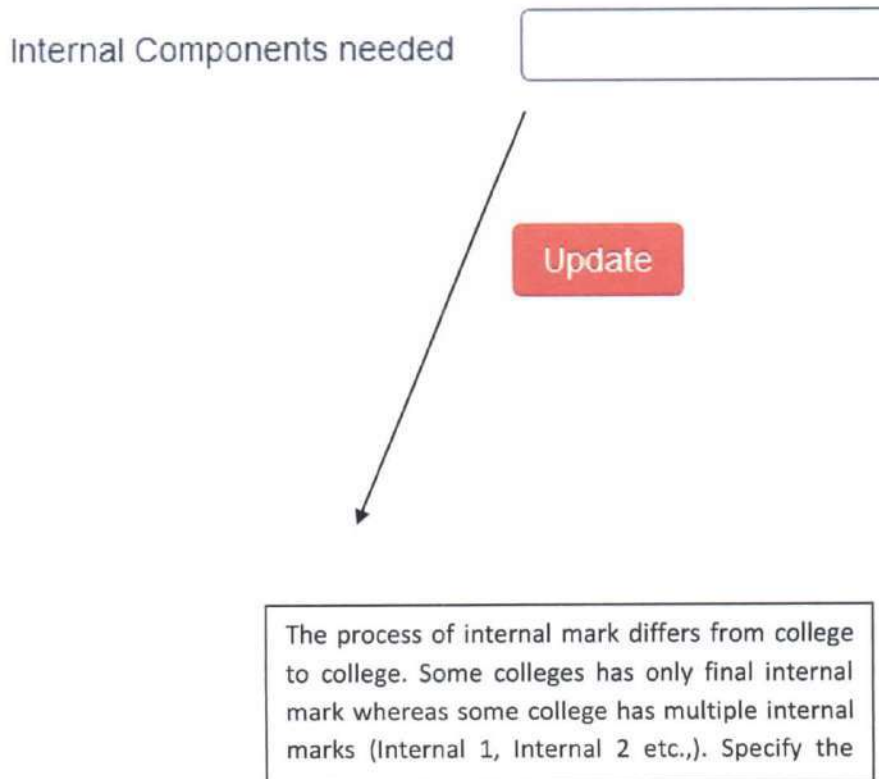 Internal Components needed
Update
The process of internal mark differs from college
to college. Some colleges has only final internal
mark whereas some college has multiple internal
marks (Internal 1, Internal 2 etc.,). Specify the